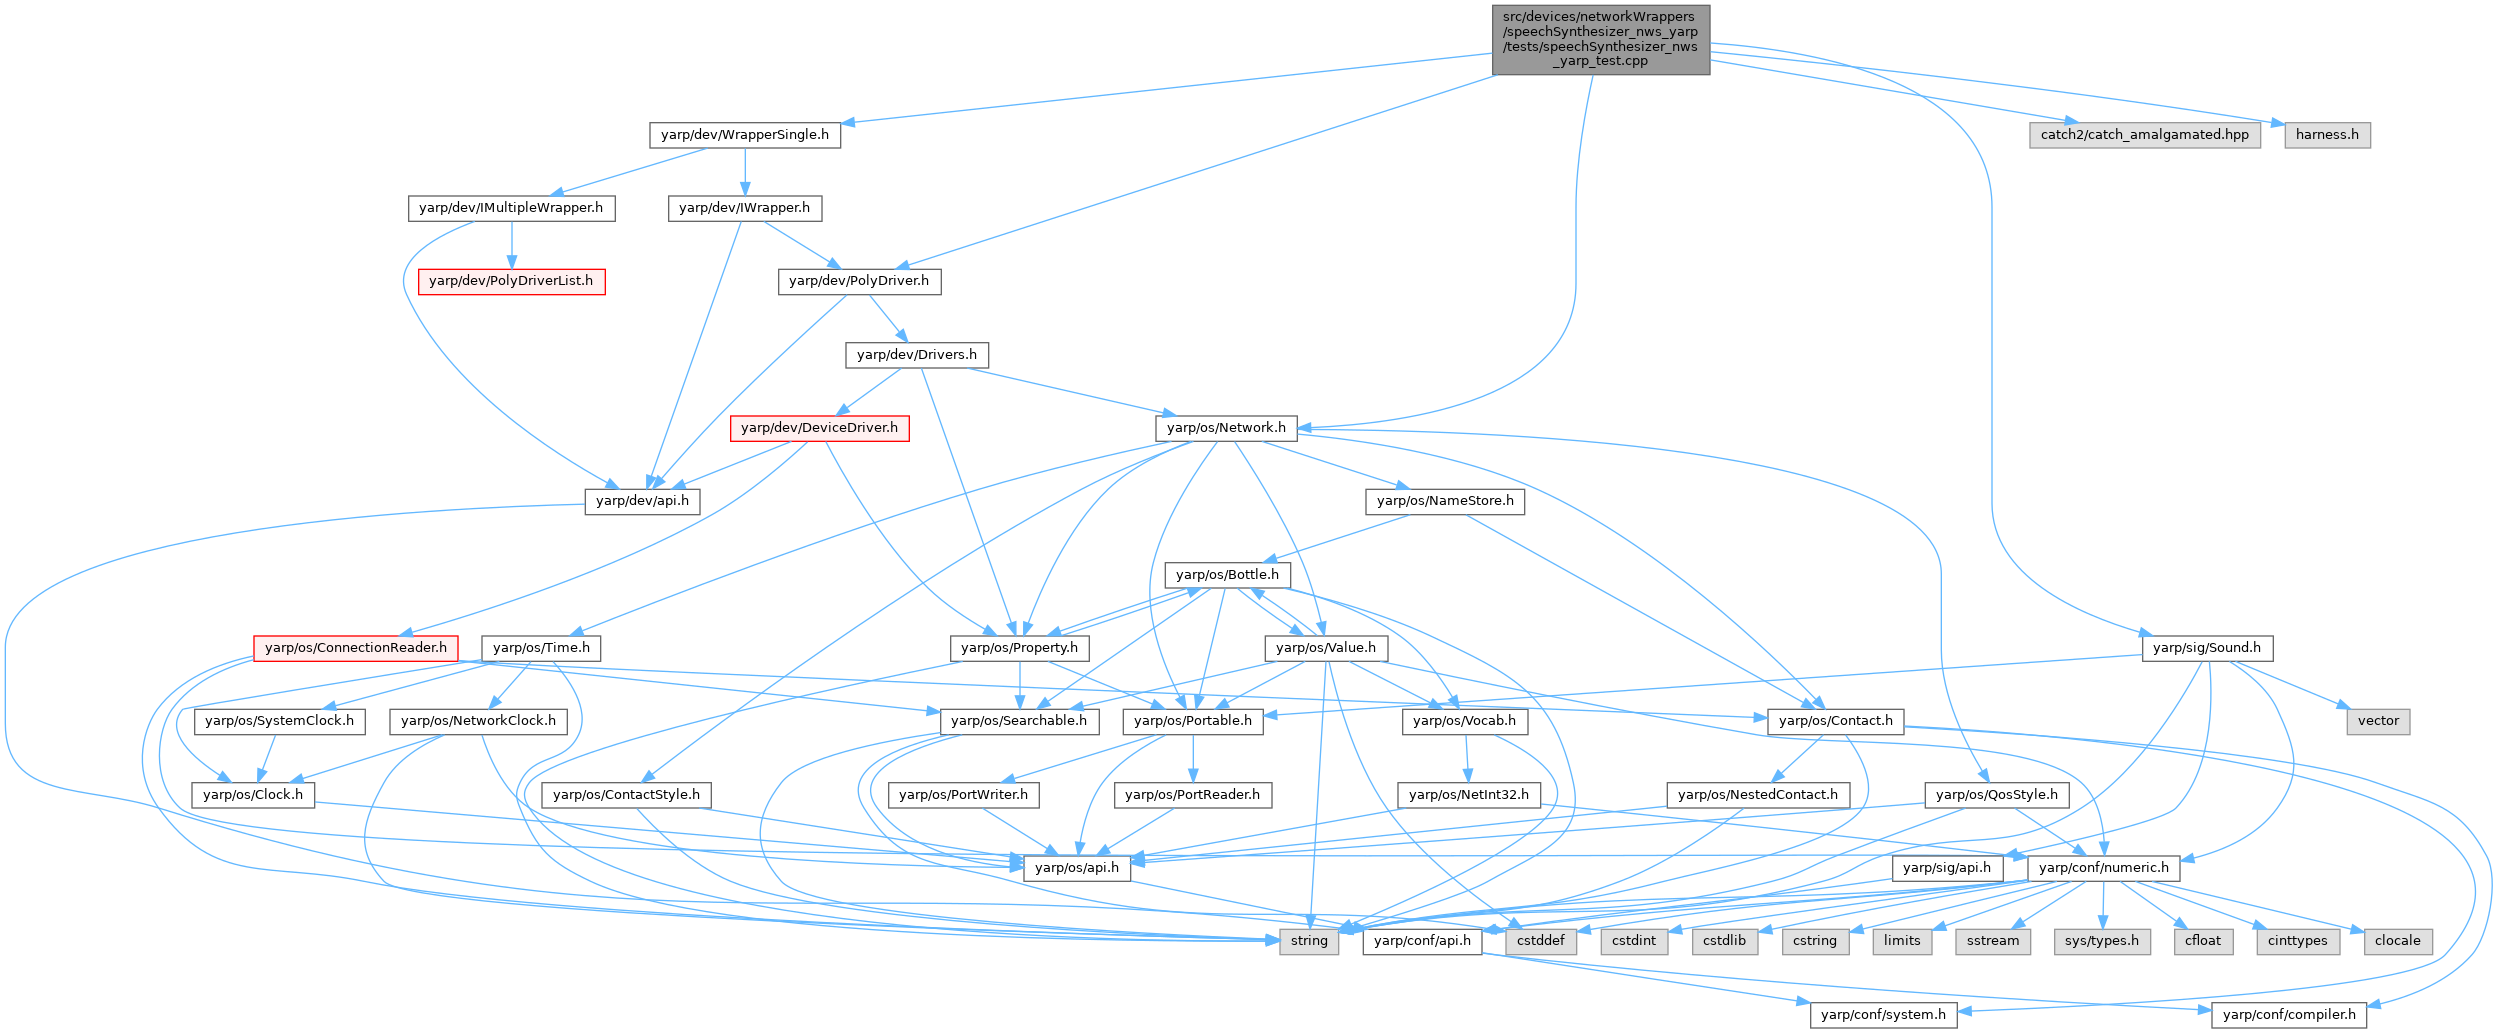 src/devices/networkWrappers
/speechSynthesizer_nws_yarp
/tests/speechSynthesizer_nws
_yarp_test.cpp
yarp/dev/WrapperSingle.h
catch2/catch_amalgamated.hpp
harness.h
yarp/dev/IMultipleWrapper.h
yarp/dev/IWrapper.h
yarp/dev/PolyDriverList.h
yarp/dev/PolyDriver.h
yarp/dev/Drivers.h
yarp/dev/DeviceDriver.h
yarp/os/Network.h
yarp/dev/api.h
yarp/os/NameStore.h
yarp/os/Bottle.h
yarp/os/ConnectionReader.h
yarp/os/Time.h
yarp/os/Property.h
yarp/os/Value.h
yarp/sig/Sound.h
yarp/os/SystemClock.h
yarp/os/NetworkClock.h
yarp/os/Searchable.h
yarp/os/Portable.h
yarp/os/Vocab.h
yarp/os/Contact.h
vector
yarp/os/Clock.h
yarp/os/ContactStyle.h
yarp/os/PortWriter.h
yarp/os/PortReader.h
yarp/os/NetInt32.h
yarp/os/NestedContact.h
yarp/os/QosStyle.h
yarp/os/api.h
yarp/sig/api.h
yarp/conf/numeric.h
string
yarp/conf/api.h
cstddef
cstdint
cstdlib
cstring
limits
sstream
sys/types.h
cfloat
cinttypes
clocale
yarp/conf/system.h
yarp/conf/compiler.h